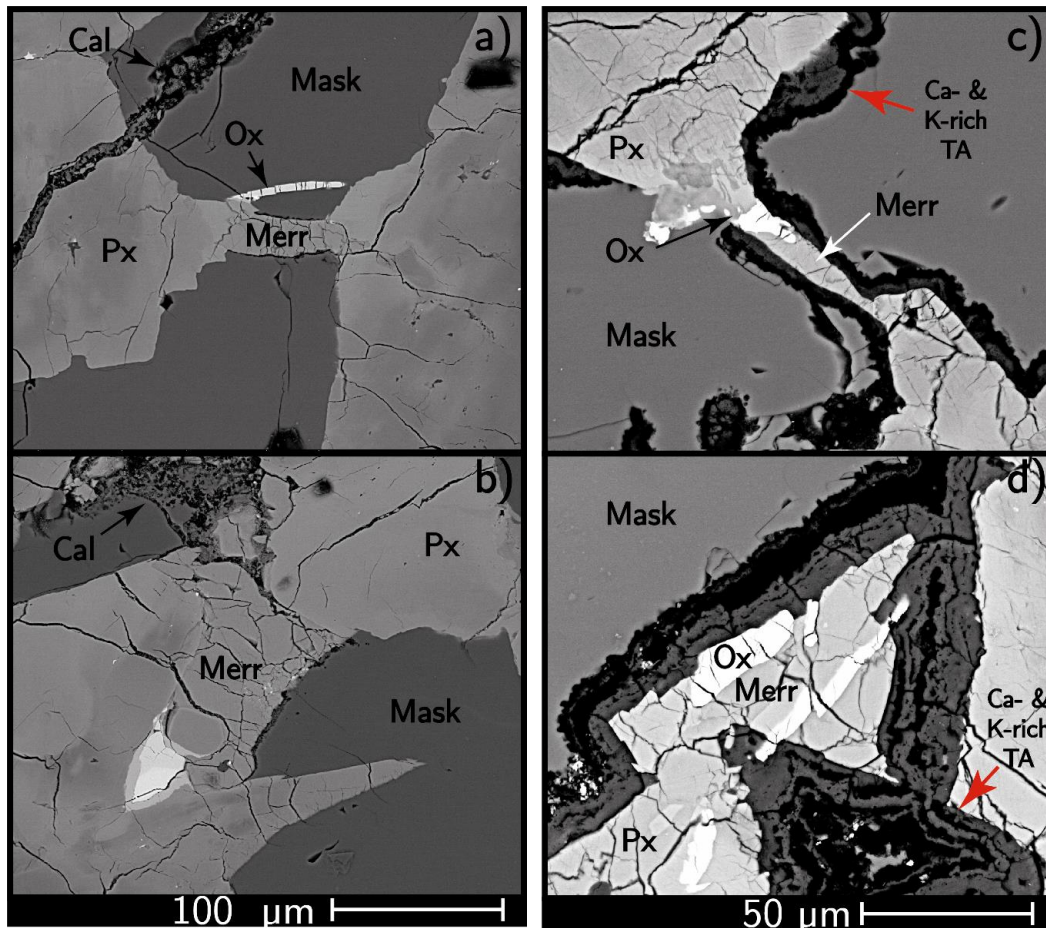 a)
Cal
Mask
Ox
Merr
Px
b)
Cal
Px
Merr
Mask
100 µm
c)
Ca- &
K-rich
TA
Px
Merr
Ox
Mask
d)
Mask
Ox
Merr
Ca- &
K-rich
TA
Px
50 µm